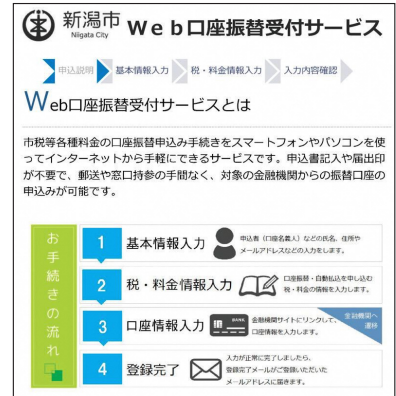 新潟市 Web口座振替受付サービス
Niigata City
申込説明 基本情報入力 税・料金情報入力 入力内容確認
Web口座振替受付サービスとは
市税等各種料金の口座振替申込み手続きをスマートフォンやパソコンを使
ってインターネットから手軽にできるサービスです。申込書記入や届出印
が不要で、郵送や窓口持参の手間なく、対象の金融機関からの振替口座の
申込みが可能です。
お手続きの流れ
1 基本情報入力
申込者（口座名義人）などの氏名、住所や
メールアドレスなどの入力をします。
2 税・料金情報入力
口座振替・自動払込を申し込む
税・料金の情報を入力します。
3 口座情報入力
BANK
金融機関サイトにリンクして、
口座情報を入力します。
金融機関へ
遷移
4 登録完了
入力が正常に完了しましたら、
登録完了メールがご登録いただいた
メールアドレスに届きます。